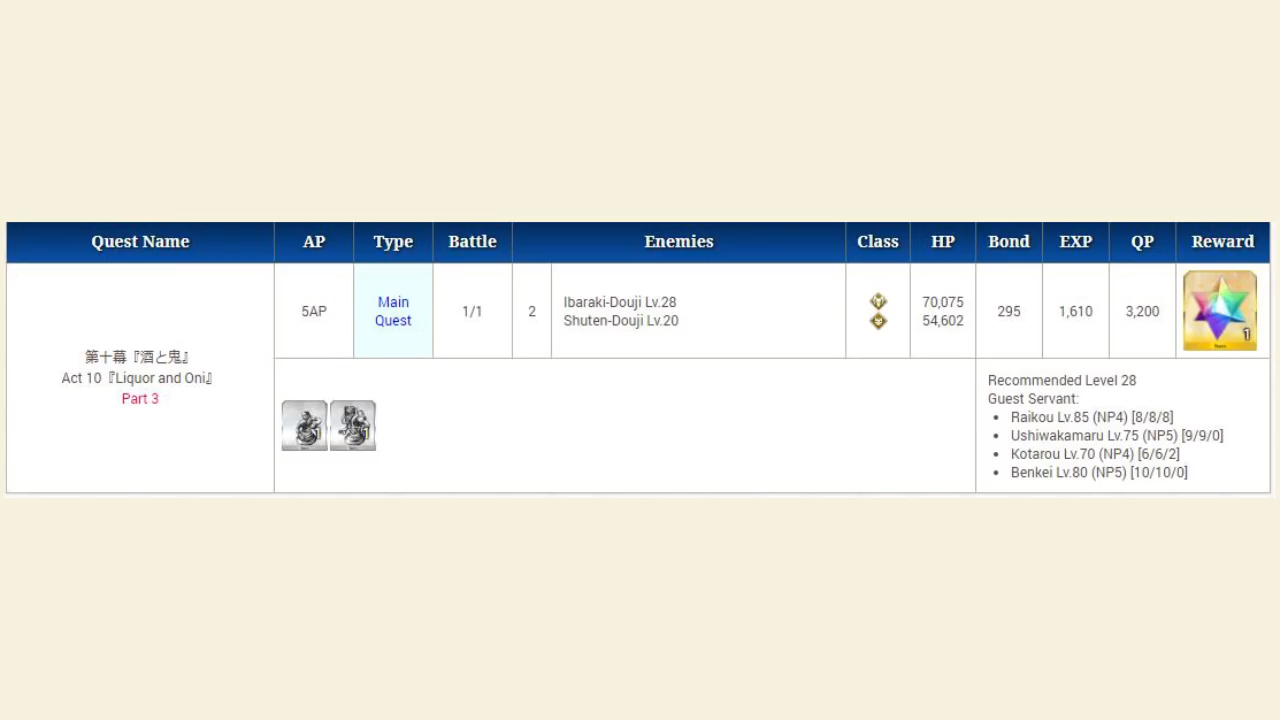 Quest Name AP Type Battle Enemies Class HP Bond EXP QP Reward
第十幕『酒と鬼』
Act 10『Liquor and Oni』
Part 3
5AP
Main
Quest
1/1
2
Ibaraki-Douji Lv.28
Shuten-Douji Lv.20
70,075
54,602
295
1,610
3,200
1
1
1
Recommended Level 28
Guest Servant:
• Raikou Lv.85 (NP4) [8/8/8]
• Ushiwakamaru Lv.75 (NP5) [9/9/0]
• Kotarou Lv.70 (NP4) [6/6/2]
• Benkei Lv.80 (NP5) [10/10/0]